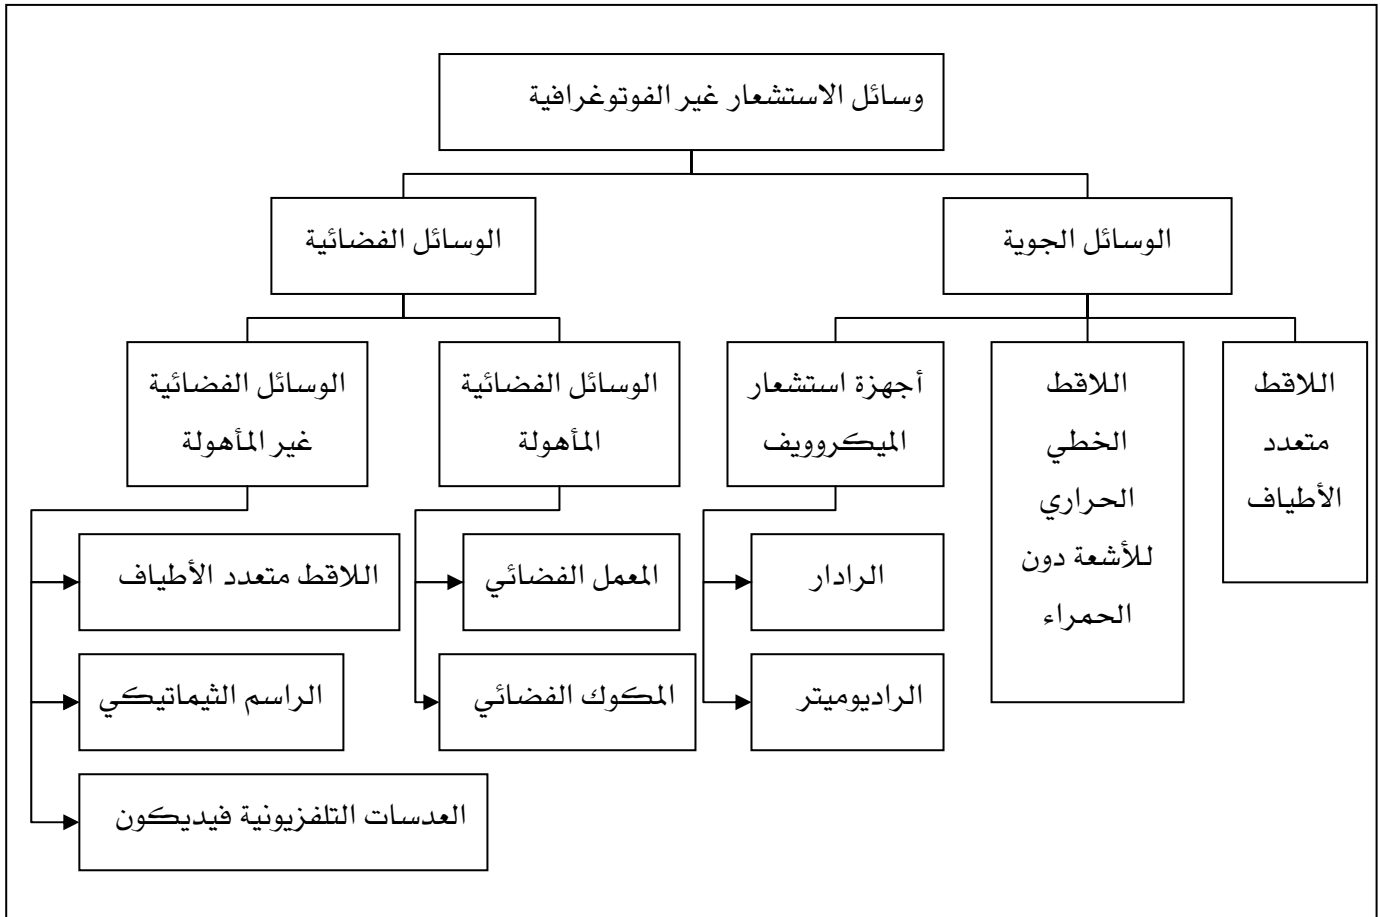 وسائل الاستشعار غير الفوتوغرافية
الوسائل الجوية
الوسائل الفضائية
اللاقط
متعدد
الأطياف
اللاقط
الخطي
الحراري
للأشعة دون
الحمراء
أجهزة استشعار
الميكروويف
الوسائل الفضائية
المأهولة
الوسائل الفضائية
غير المأهولة
الرادار
الراديوميتر
المعمل الفضائي
المكوك الفضائي
اللاقط متعدد الأطياف
الراسم الثيماتيكي
العدسات التلفزيونية فيديكون